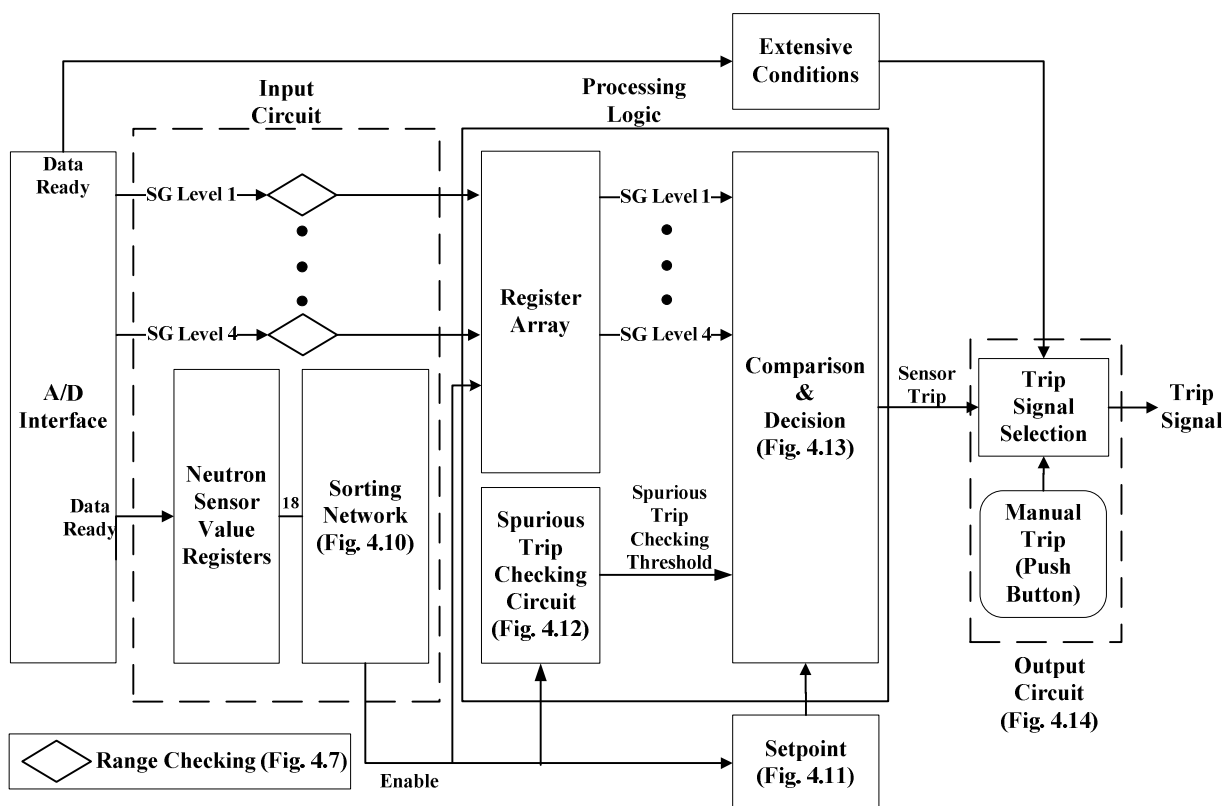 Extensive
Conditions
Input
Circuit
Processing
Logic
Data
Ready
SG Level 1
SG Level 4
A/D
Interface
Data
Ready
Neutron
Sensor
Value
Registers
18
Sorting
Network
(Fig. 4.10)
Register
Array
SG Level 1
SG Level 4
Spurious
Trip
Checking
Circuit
(Fig. 4.12)
Spurious
Trip
Checking
Threshold
Comparison
&
Decision
(Fig. 4.13)
Sensor
Trip
Trip
Signal
Selection
Trip
Signal
Manual
Trip
(Push
Button)
Output
Circuit
(Fig. 4.14)
Setpoint
(Fig. 4.11)
Enable
Range Checking (Fig. 4.7)